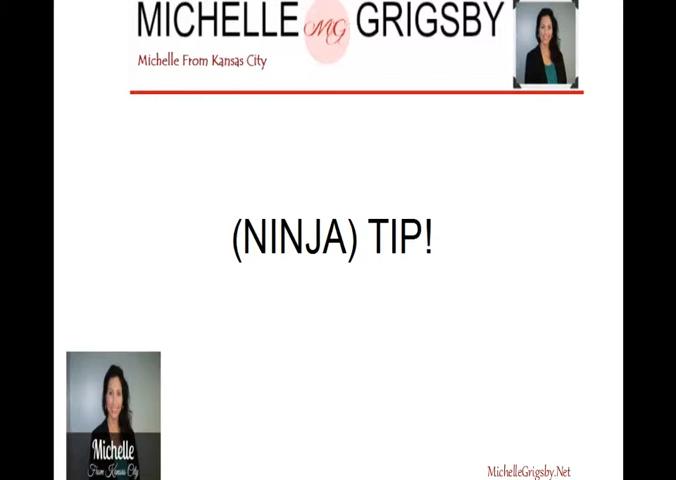 MICHELLE MG GRIGSBY
Michelle From Kansas City
(NINJA) TIP!
Michelle
From Kansas City
MichelleGrigsby.Net